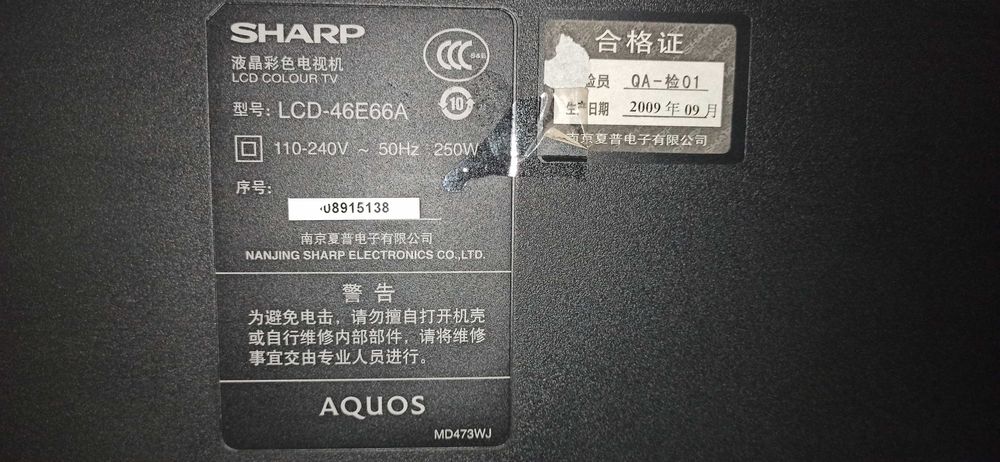 SHARP
液晶彩色电视机
LCD COLOUR TV
型号: LCD-46E66A
110-240V ~ 50Hz 250W
序号:
08915138
南京夏普电子有限公司
NANJING SHARP ELECTRONICS CO.,LTD.
警告
为避免电击,请勿擅自打开机壳
或自行维修内部部件,请将维修
事宜交由专业人员进行。
AQUOS
MD473WJ
CCC
S&E
10
合格证
检员 QA-检01
生产日期 2009年09月
南京夏普电子有限公司